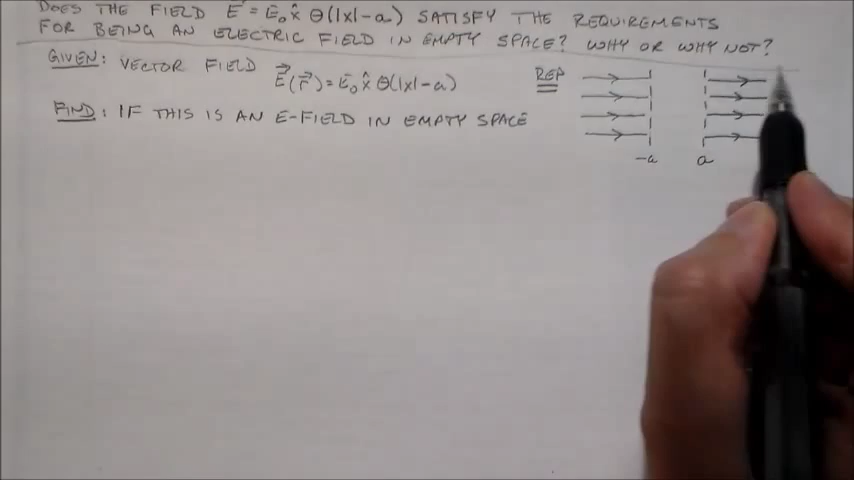 DOES THE FIELD E⃗ = E₀ x̂ Θ(|x|-a) SATISFY THE REQUIREMENTS
FOR BEING AN ELECTRIC FIELD IN EMPTY SPACE? WHY OR WHY NOT?
GIVEN: VECTOR FIELD E⃗(r⃗) = E₀ x̂ Θ(|x|-a)
REP
FIND: IF THIS IS AN E-FIELD IN EMPTY SPACE
-a a